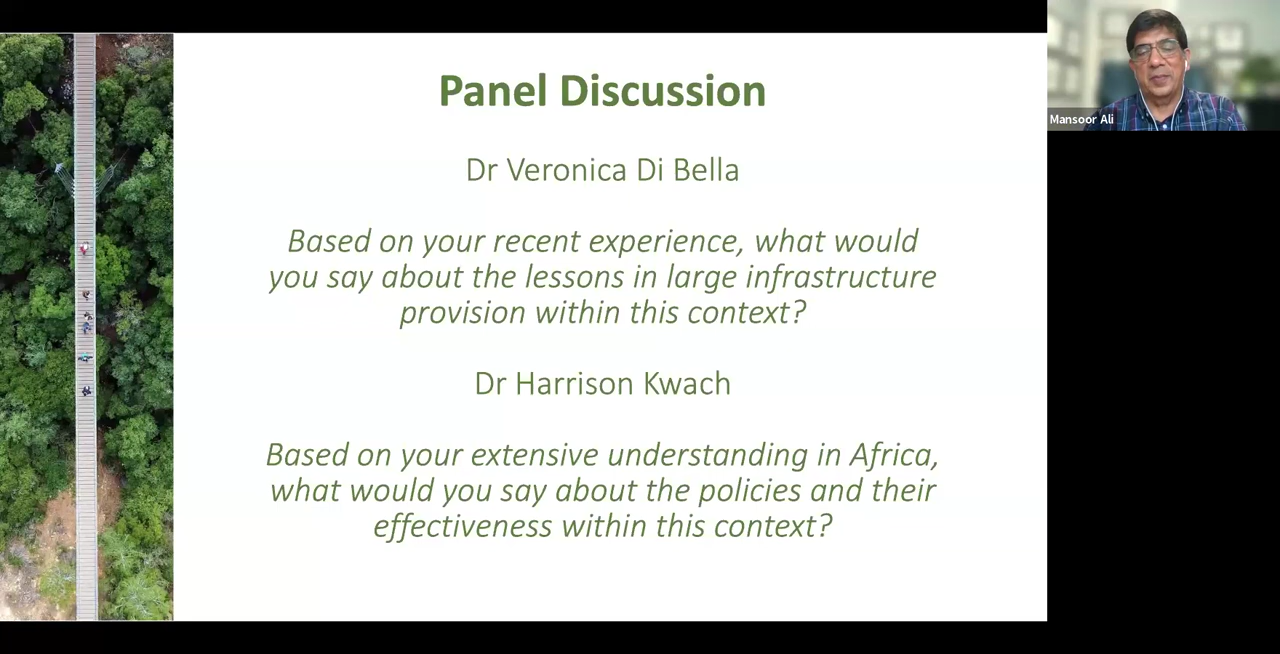 Panel Discussion
Dr Veronica Di Bella
Based on your recent experience, what would
you say about the lessons in large infrastructure
provision within this context?
Dr Harrison Kwach
Based on your extensive understanding in Africa,
what would you say about the policies and their
effectiveness within this context?
Mansoor Ali